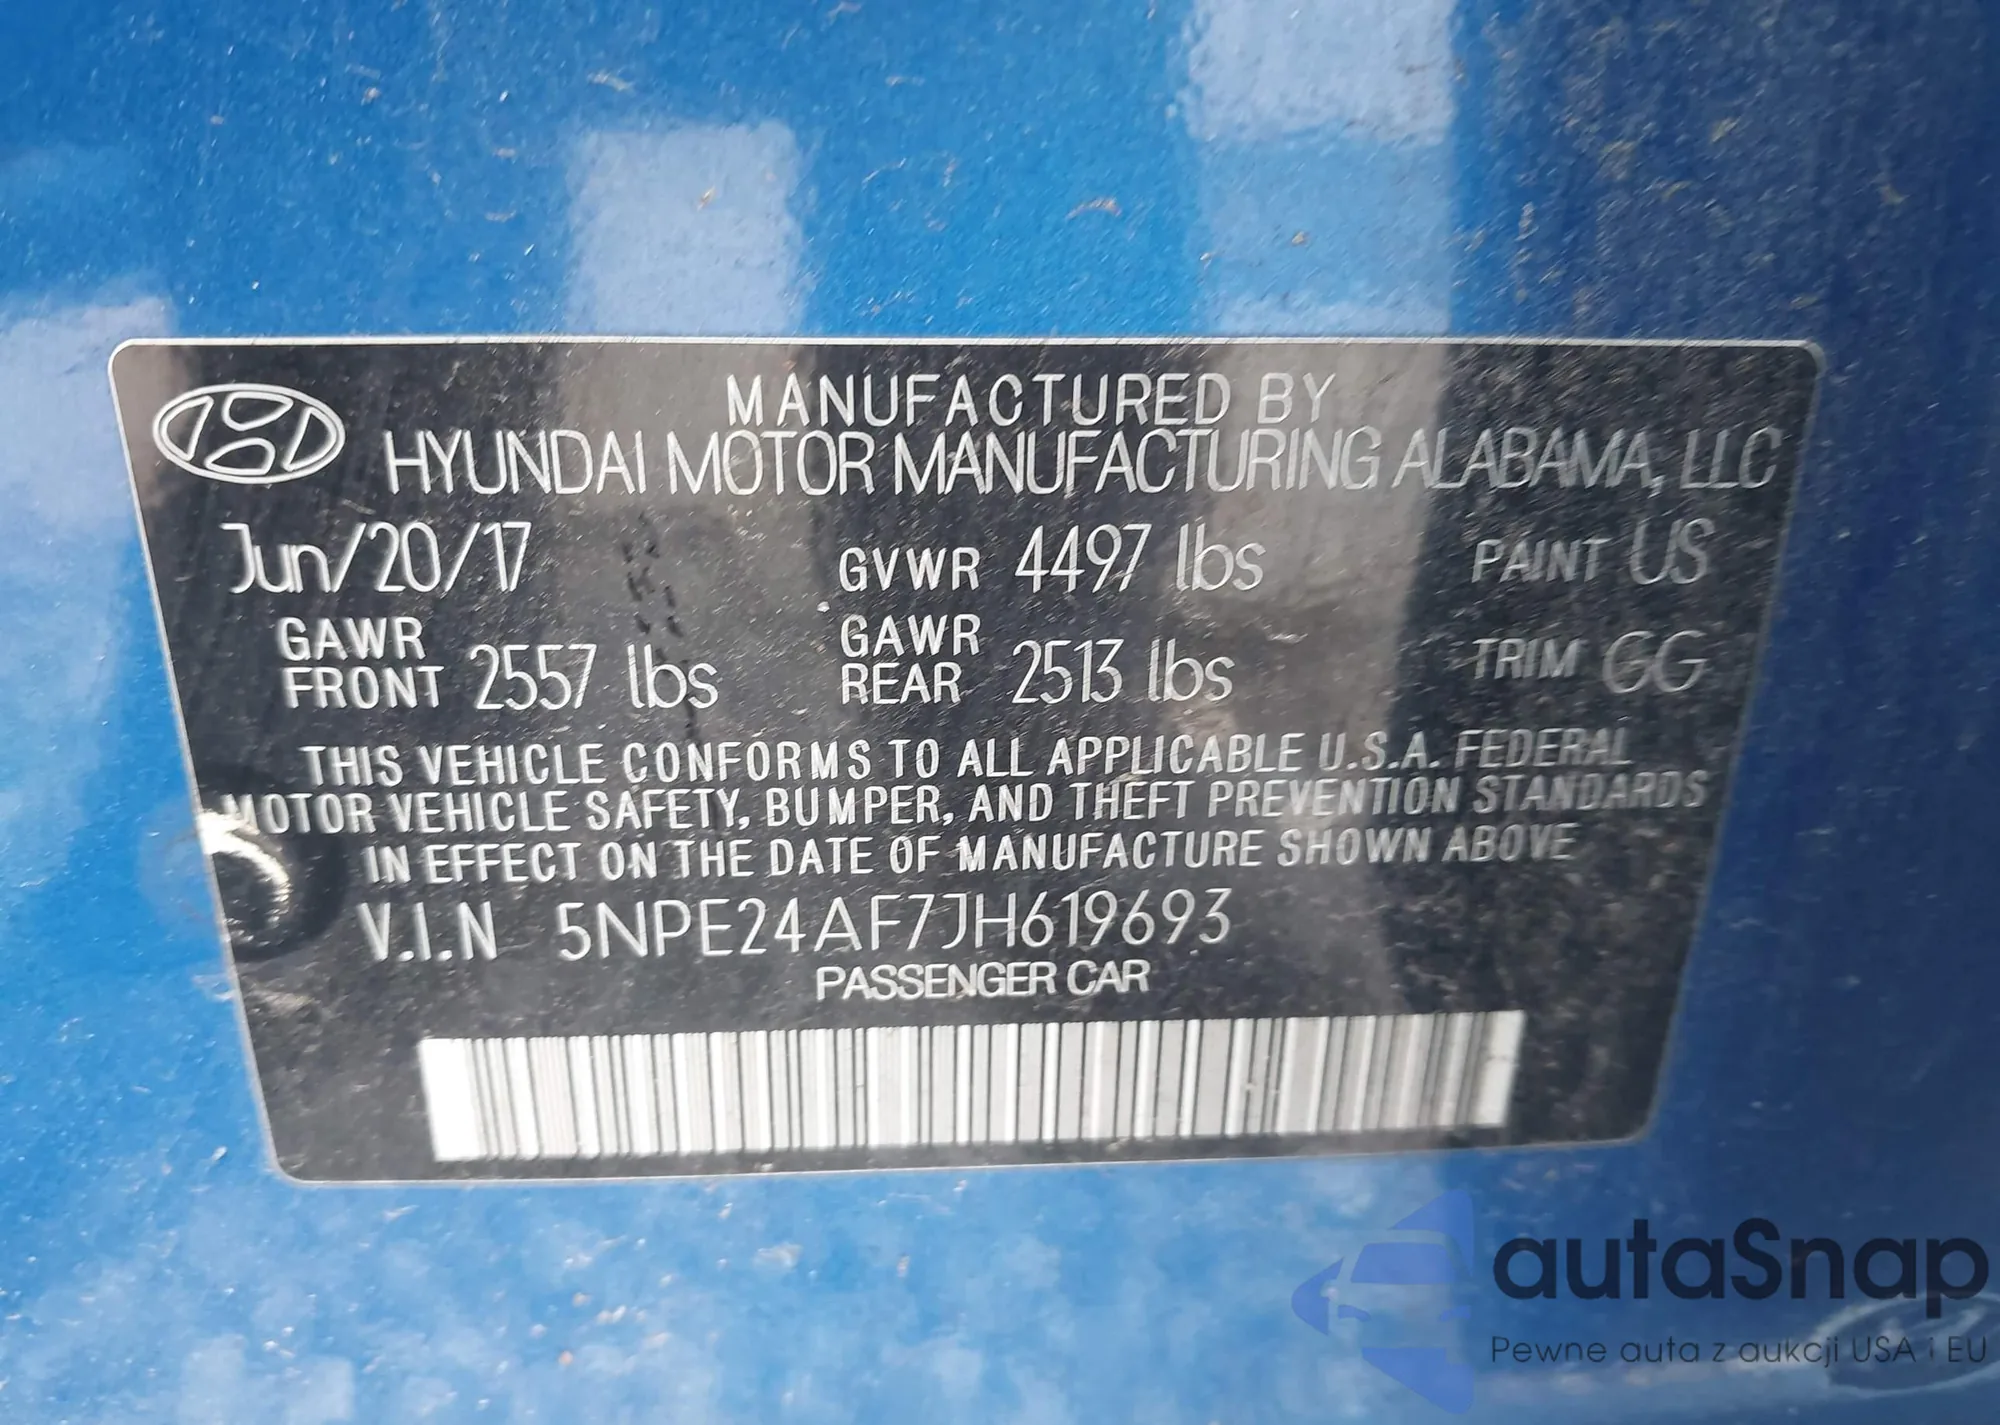 MANUFACTURED BY
HYUNDAI MOTOR MANUFACTURING ALABAMA, LLC
Jun/20/17 GVWR 4497 lbs PAINT US
GAWR FRONT 2557 lbs GAWR REAR 2513 lbs TRIM GG
THIS VEHICLE CONFORMS TO ALL APPLICABLE U.S.A. FEDERAL
MOTOR VEHICLE SAFETY, BUMPER, AND THEFT PREVENTION STANDARDS
IN EFFECT ON THE DATE OF MANUFACTURE SHOWN ABOVE
V.I.N 5NPE24AF7JH619693
PASSENGER CAR
autaSnap
Pewne auta z aukcji USA i EU